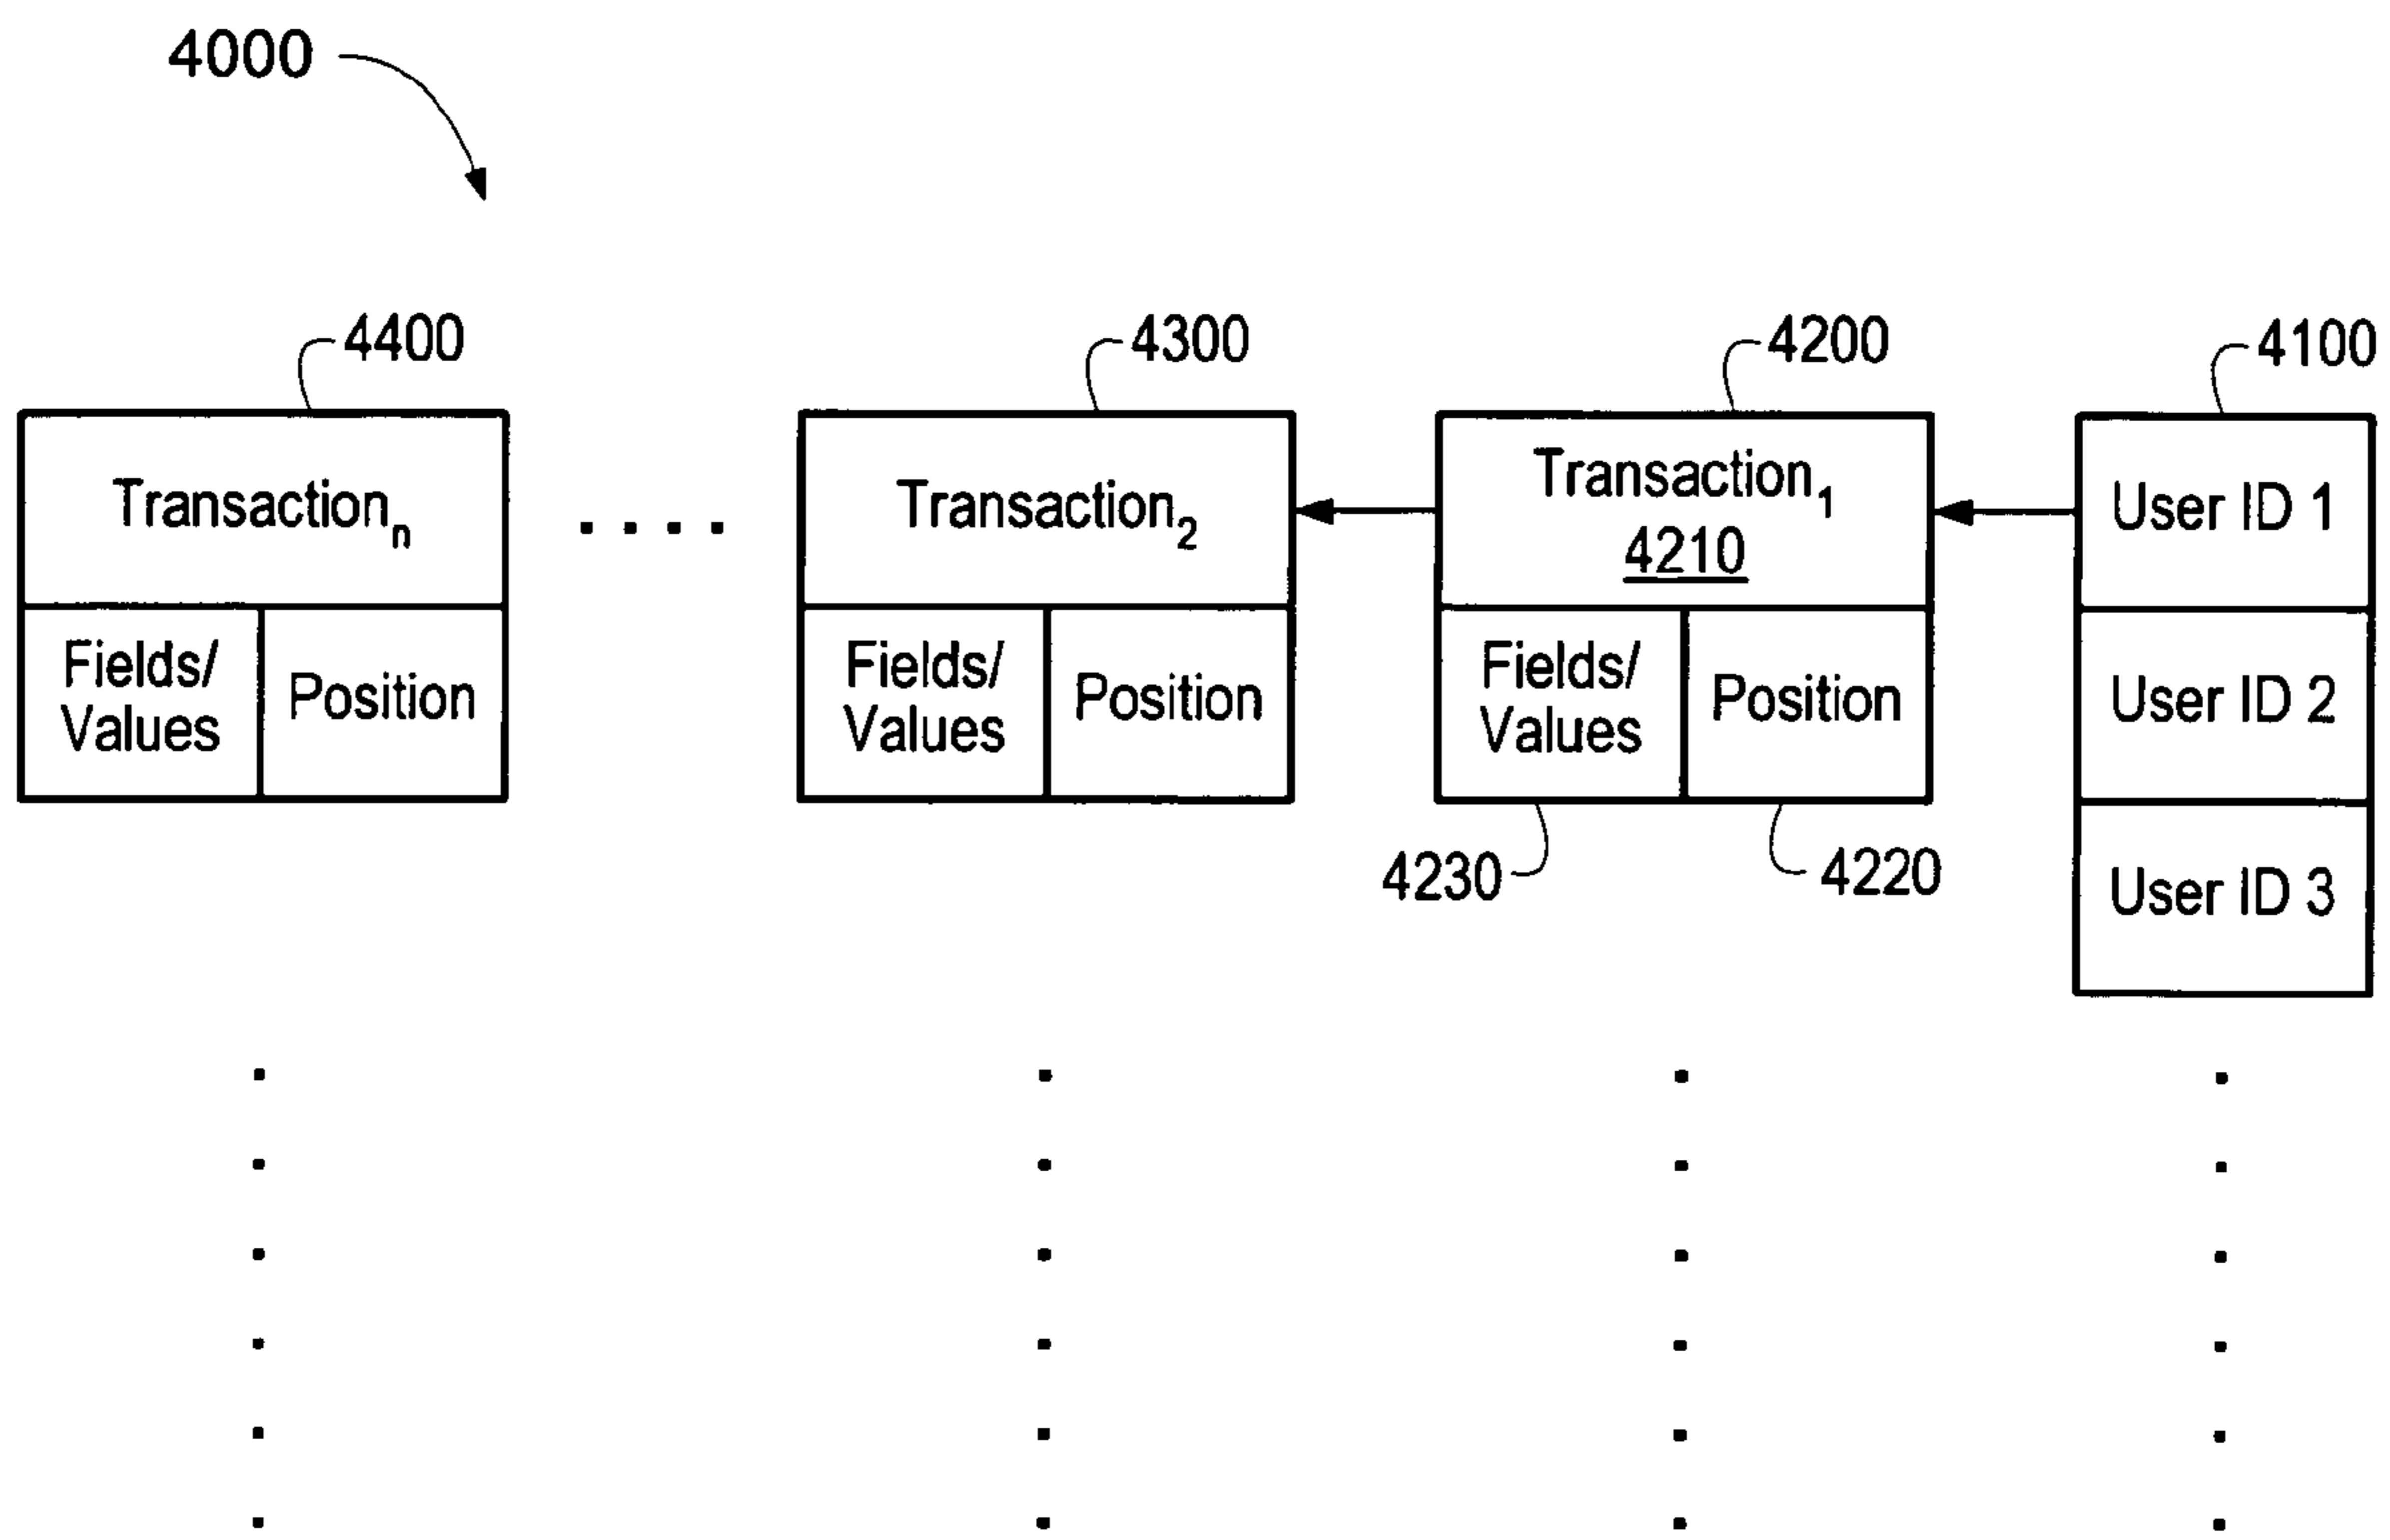 4000
4400
4300
4200
4100
Transactionₙ
Transaction₂
Transaction₁
4210
User ID 1
Fields/
Values
Position
Fields/
Values
Position
Fields/
Values
Position
User ID 2
4230
4220
User ID 3